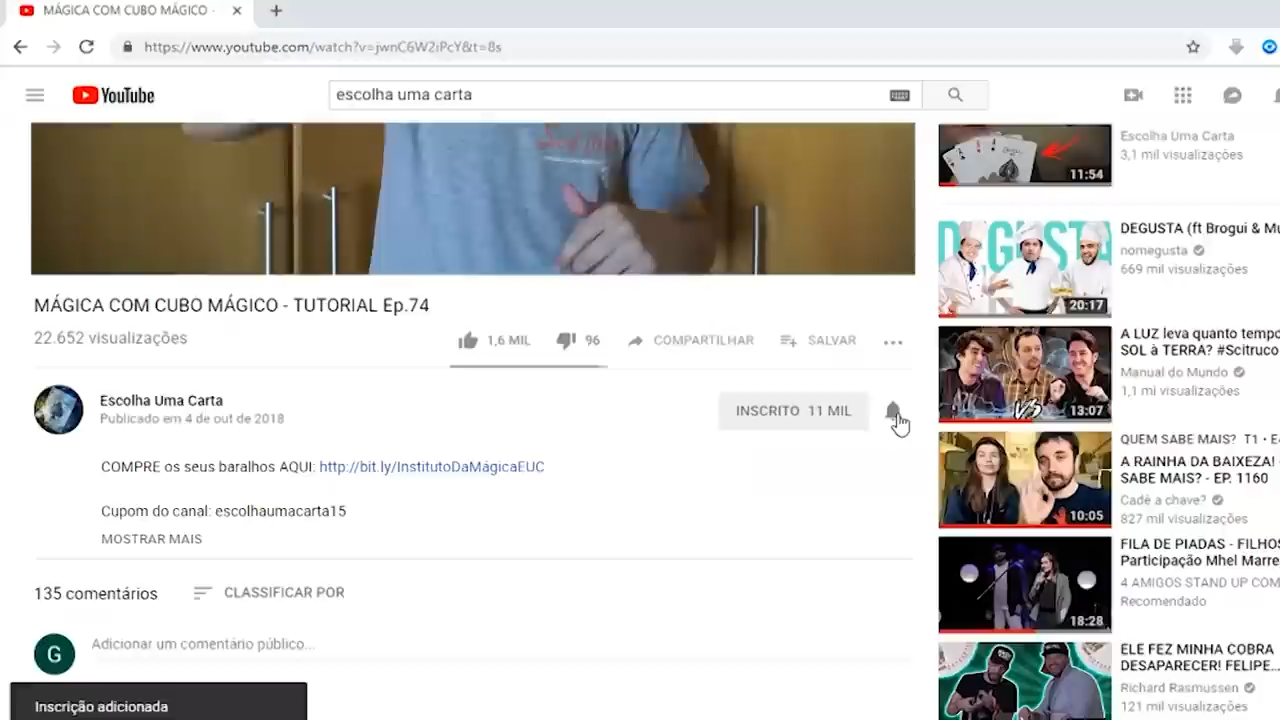 MÁGICA COM CUBO MÁGICO -
https://www.youtube.com/watch?v=jwnC6W2iPcY&t=8s
YouTube
escolha uma carta
MÁGICA COM CUBO MÁGICO - TUTORIAL Ep.74
22.652 visualizações
1,6 MIL
96
COMPARTILHAR
SALVAR
Escolha Uma Carta
Publicado em 4 de out de 2018
INSCRITO 11 MIL
COMPRE os seus baralhos AQUI: http://bit.ly/InstitutoDaMágicaEUC
Cupom do canal: escolhaumacarta15
MOSTRAR MAIS
135 comentários
CLASSIFICAR POR
G
Adicionar um comentário público...
Inscrição adicionada
Escolha Uma Carta
3,1 mil visualizações
11:54
DEGUSTA
20:17
DEGUSTA (ft Brogui & Mu
nomegusta
669 mil visualizações
VS
13:07
A LUZ leva quanto tempo
SOL à TERRA? #Scitruco
Manual do Mundo
1,1 mi visualizações
10:05
QUEM SABE MAIS? T1 • E
A RAINHA DA BAIXEZA!
SABE MAIS? - EP. 1160
Cadê a chave?
827 mil visualizações
18:28
FILA DE PIADAS - FILHOS
Participação Mhel Marre
4 AMIGOS STAND UP COM
Recomendado
ELE FEZ MINHA COBRA
DESAPARECER! FELIPE...
Richard Rasmussen
121 mil visualizações